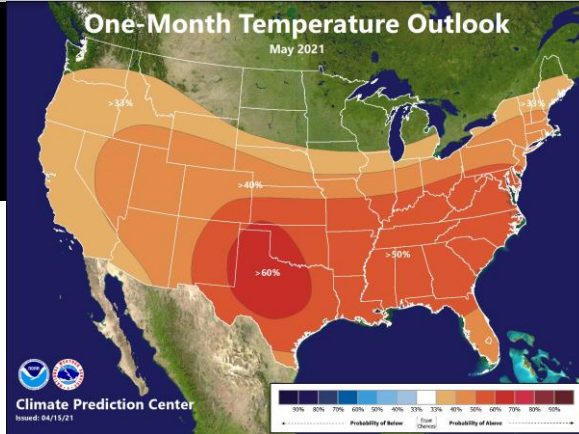 One-Month Temperature Outlook
May 2021
>33%
>33%
>40%
>50%
>60%
Climate Prediction Center
Issued: 04/15/21
90% 80% 70% 60% 50% 40% 33% 33% 40% 50% 60% 70% 80% 90%
Probability of Below
Equal
Chances
Probability of Above